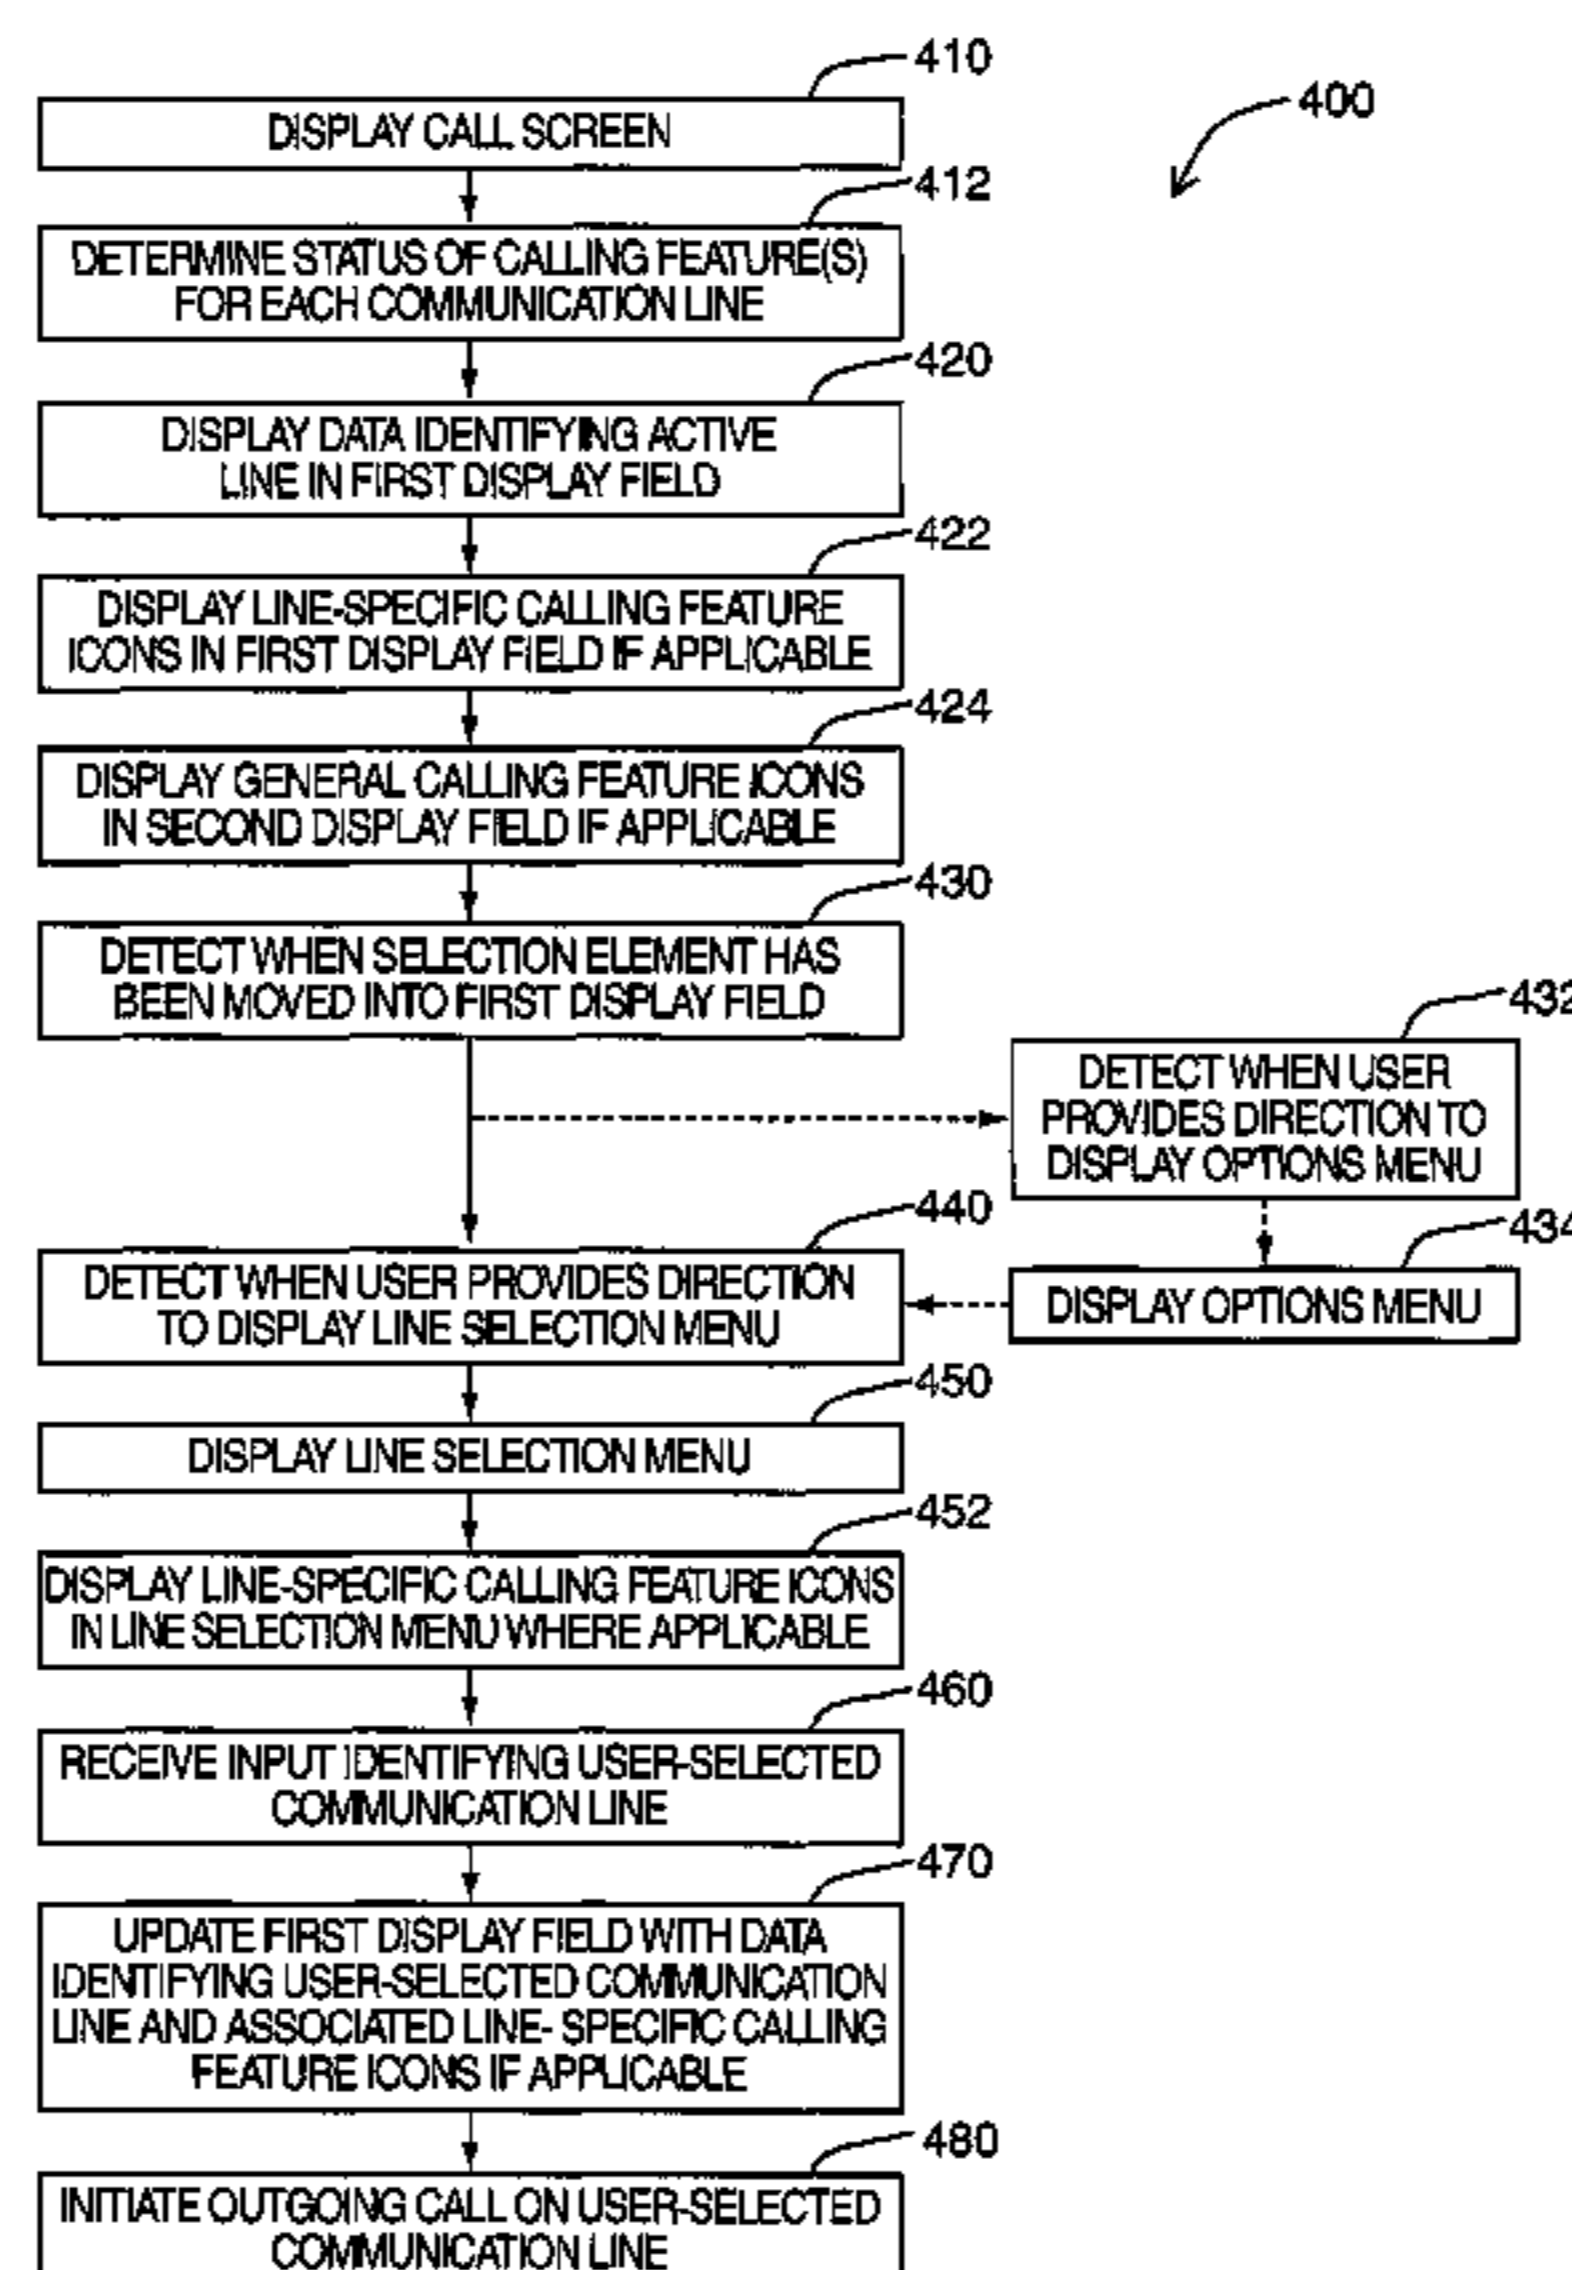 410
400
DISPLAY CALL SCREEN
412
DETERMINE STATUS OF CALLING FEATURE(S)
FOR EACH COMMUNICATION LINE
420
DISPLAY DATA IDENTIFYING ACTIVE
LINE IN FIRST DISPLAY FIELD
422
DISPLAY LINE-SPECIFIC CALLING FEATURE
ICONS IN FIRST DISPLAY FIELD IF APPLICABLE
424
DISPLAY GENERAL CALLING FEATURE ICONS
IN SECOND DISPLAY FIELD IF APPLICABLE
430
DETECT WHEN SELECTION ELEMENT HAS
BEEN MOVED INTO FIRST DISPLAY FIELD
432
DETECT WHEN USER
PROVIDES DIRECTION TO
DISPLAY OPTIONS MENU
434
DISPLAY OPTIONS MENU
440
DETECT WHEN USER PROVIDES DIRECTION
TO DISPLAY LINE SELECTION MENU
450
DISPLAY LINE SELECTION MENU
452
DISPLAY LINE-SPECIFIC CALLING FEATURE ICONS
IN LINE SELECTION MENU WHERE APPLICABLE
460
RECEIVE INPUT IDENTIFYING USER-SELECTED
COMMUNICATION LINE
470
UPDATE FIRST DISPLAY FIELD WITH DATA
IDENTIFYING USER-SELECTED COMMUNICATION
LINE AND ASSOCIATED LINE- SPECIFIC CALLING
FEATURE ICONS IF APPLICABLE
480
INITIATE OUTGOING CALL ON USER-SELECTED
COMMUNICATION LINE